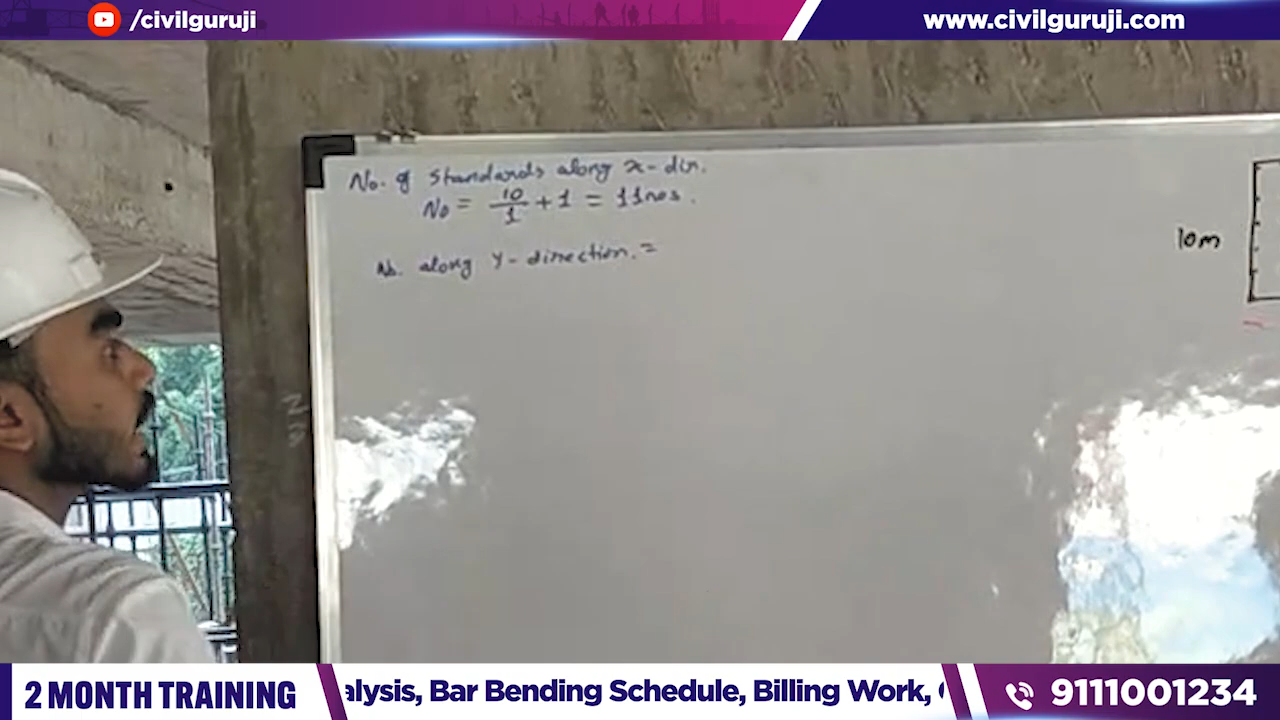 /civilguruji
www.civilguruji.com
No. of Standards along x-dir.
No = 10/1 + 1 = 11nos.
No. along Y-direction. =
10m
2 MONTH TRAINING
alysis, Bar Bending Schedule, Billing Work,
9111001234